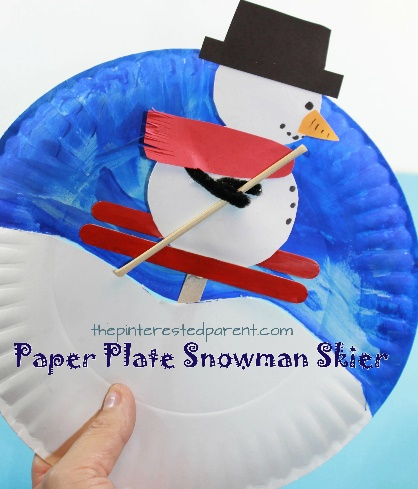 thepinterestedparent.com
Paper Plate Snowman Skier